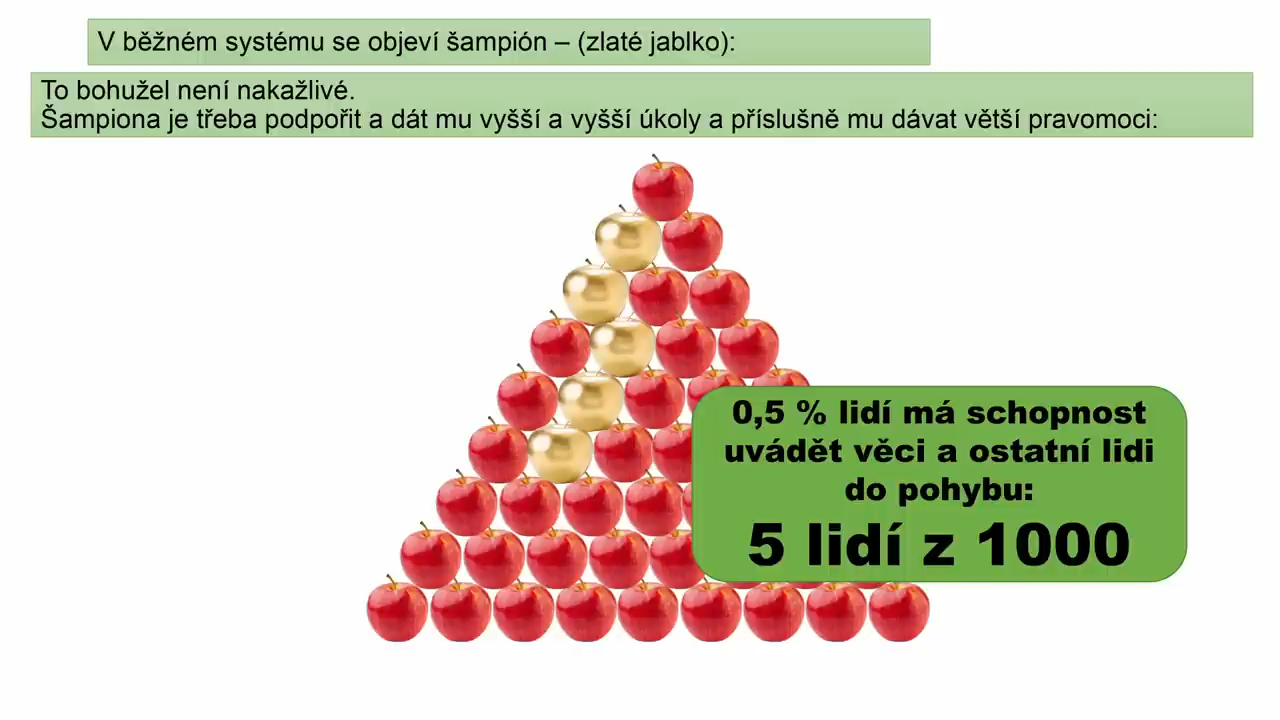 V běžném systému se objeví šampión – (zlaté jablko):
To bohužel není nakažlivé.
Šampiona je třeba podpořit a dát mu vyšší a vyšší úkoly a příslušně mu dávat větší pravomoci:
0,5 % lidí má schopnost
uvádět věci a ostatní lidi
do pohybu:
5 lidí z 1000